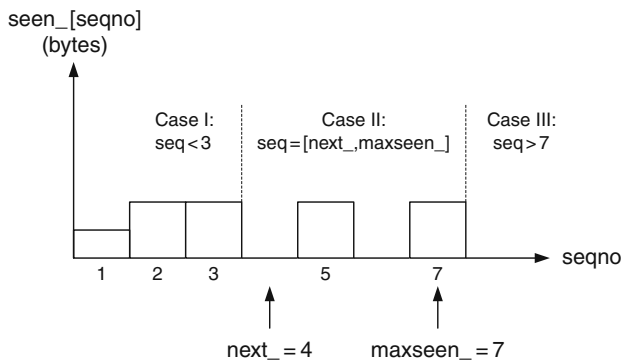 seen_[seqno]
(bytes)
Case I:
seq<3
Case II:
seq=[next_,maxseen_]
Case III:
seq>7
1 2 3 5 7
seqno
next_=4
maxseen_=7